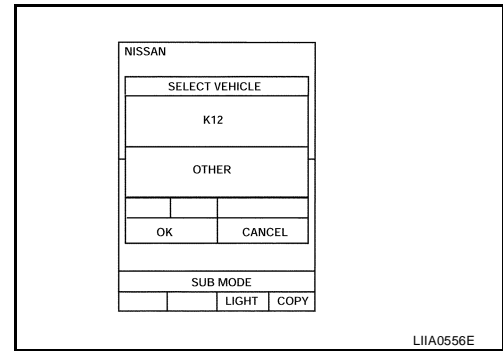 NISSAN
SELECT VEHICLE
K12
OTHER
OK CANCEL
SUB MODE
LIGHT COPY
LIIA0556E